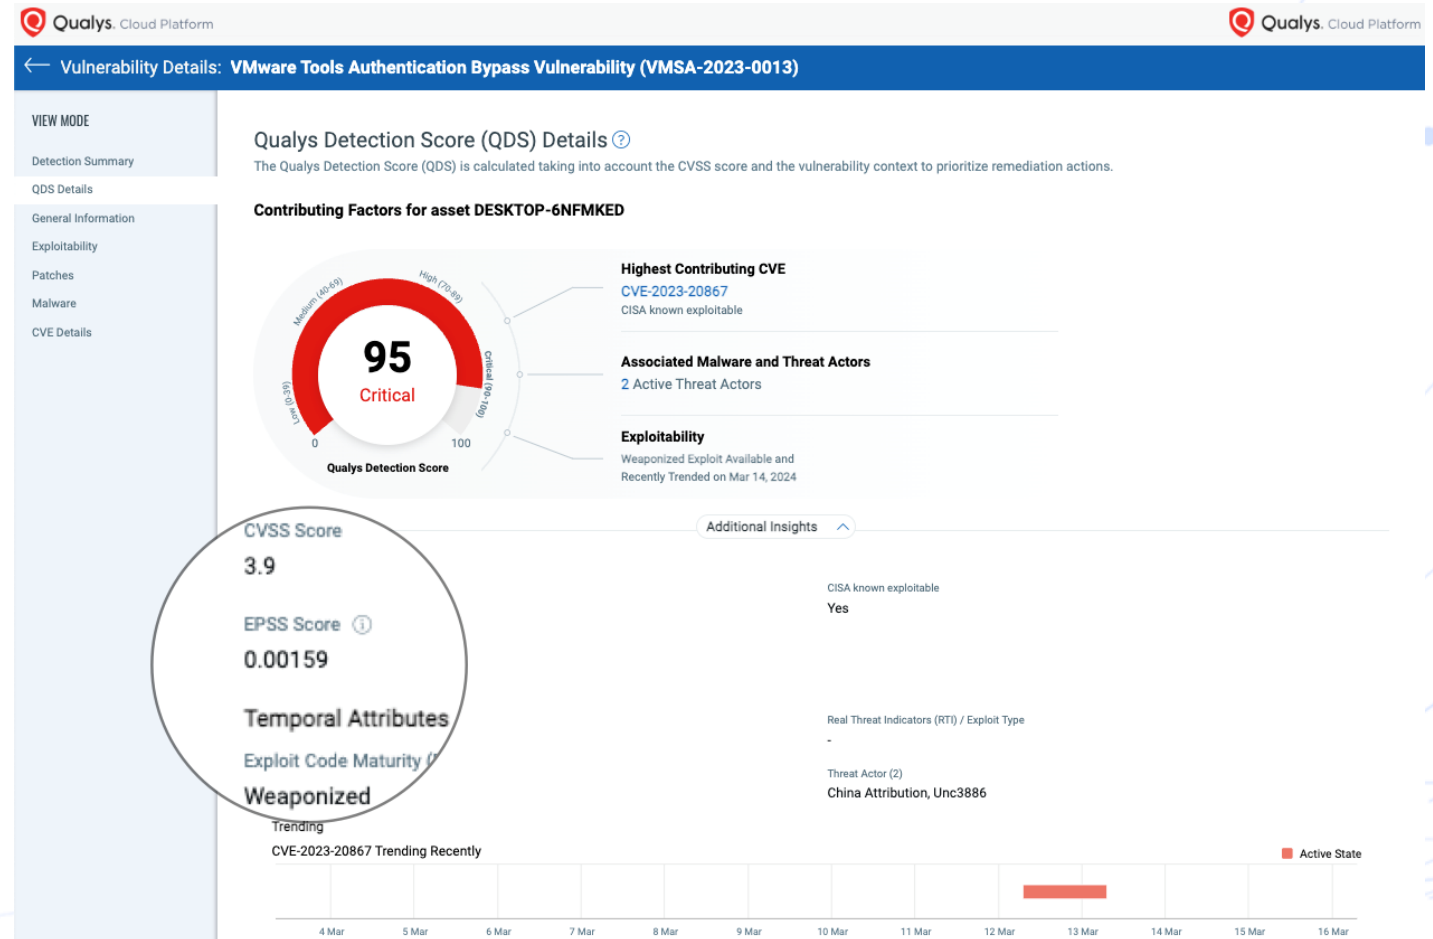 Qualys. Cloud Platform
Qualys. Cloud Platform
Vulnerability Details: VMware Tools Authentication Bypass Vulnerability (VMSA-2023-0013)
VIEW MODE
Detection Summary
QDS Details
General Information
Exploitability
Patches
Malware
CVE Details
Qualys Detection Score (QDS) Details ?
The Qualys Detection Score (QDS) is calculated taking into account the CVSS score and the vulnerability context to prioritize remediation actions.
Contributing Factors for asset DESKTOP-6NFMKED
Low (0-39)
Medium (40-69)
High (70-89)
Critical (90-100)
95
Critical
0
100
Qualys Detection Score
Highest Contributing CVE
CVE-2023-20867
CISA known exploitable
Associated Malware and Threat Actors
2 Active Threat Actors
Exploitability
Weaponized Exploit Available and
Recently Trended on Mar 14, 2024
Additional Insights
CVSS Score
3.9
EPSS Score
0.00159
Temporal Attributes
Exploit Code Maturity
Weaponized
CISA known exploitable
Yes
Real Threat Indicators (RTI) / Exploit Type
-
Threat Actor (2)
China Attribution, Unc3886
Trending
CVE-2023-20867 Trending Recently
Active State
4 Mar
5 Mar
6 Mar
7 Mar
8 Mar
9 Mar
10 Mar
11 Mar
12 Mar
13 Mar
14 Mar
15 Mar
16 Mar